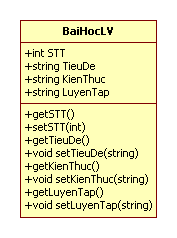 BaiHocLV
+int STT
+string TieuDe
+string KienThuc
+string LuyenTap
+getSTT()
+setSTT(int)
+getTieuDe()
+void setTieuDe(string)
+getKienThuc()
+void setKienThuc(string)
+getLuyenTap()
+void setLuyenTap(string)